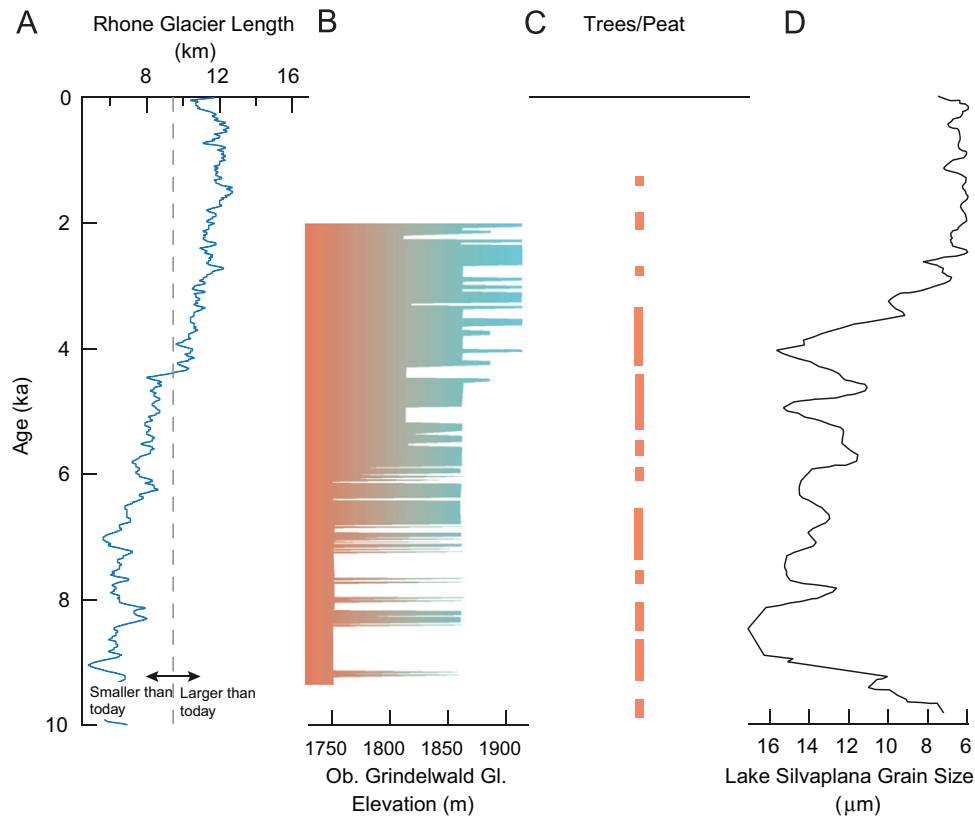 A
Rhone Glacier Length
(km)
B
C
Trees/Peat
D
8
12
16
0
2
4
6
8
10
Age (ka)
Smaller than
today
Larger than
today
1750
1800
1850
1900
Ob. Grindelwald Gl.
Elevation (m)
16
14
12
10
8
6
Lake Silvaplana Grain Size
(μm)